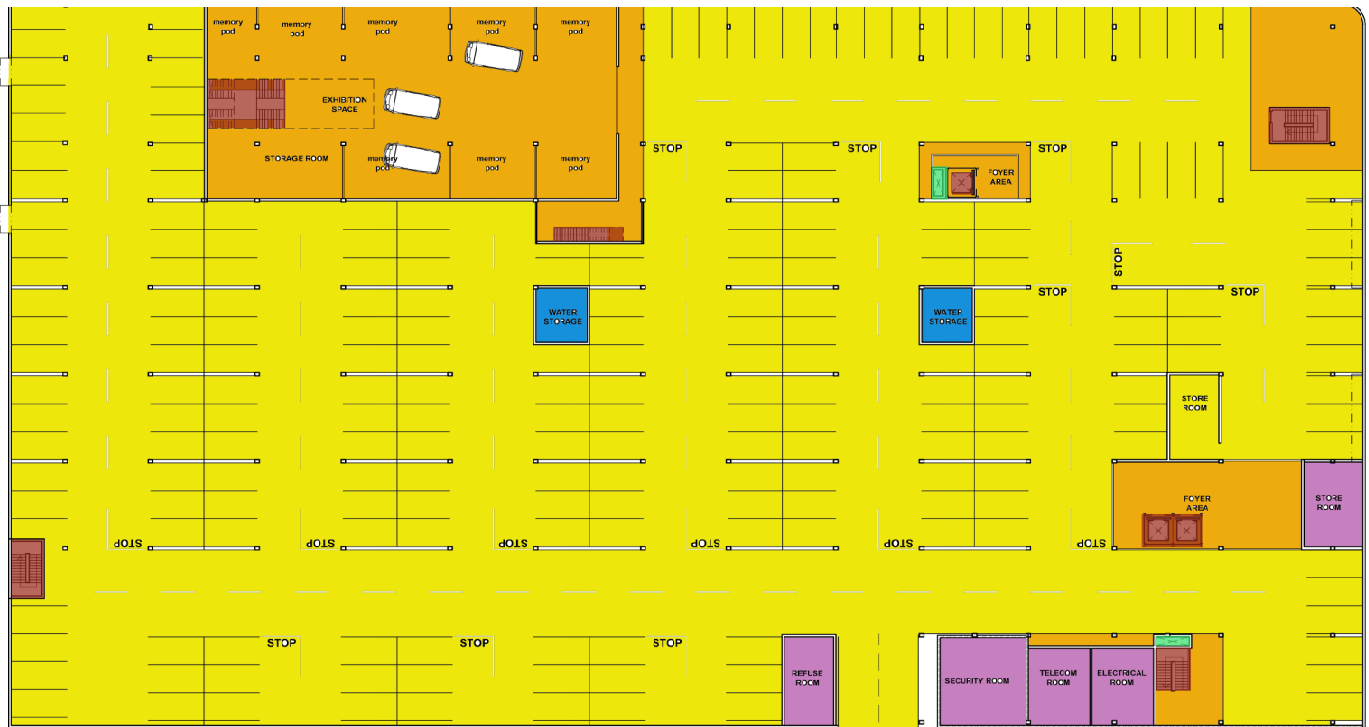 memory
pod
memory
pod
memory
pod
memory
pod
memory
pod
EXHIBITION
SPACE
STORAGE ROOM
memory
pod
memory
pod
memory
pod
STOP
STOP
STOP
FOYER
AREA
STOP
WATER
STORAGE
WATER
STORAGE
STOP
STOP
STORE
ROOM
FOYER
AREA
STORE
ROOM
STOP
STOP
STOP
STOP
STOP
STOP
STOP
STOP
STOP
REFUSE
ROOM
SECURITY ROOM
TELECOM
ROOM
ELECTRICAL
ROOM